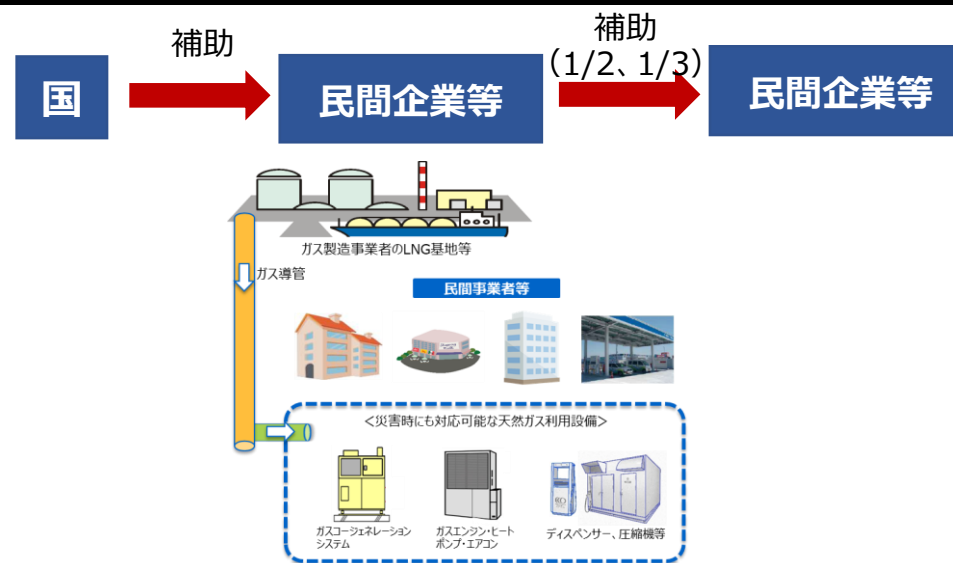 補助
補助
（1/2、1/3）
国
民間企業等
民間企業等
ガス製造事業者のLNG基地等
ガス導管
民間事業者等
＜災害時にも対応可能な天然ガス利用設備＞
ガスコージェネレーション
システム
ガスエンジン・ヒート
ポンプ・エアコン
ディスペンサー、圧縮機等